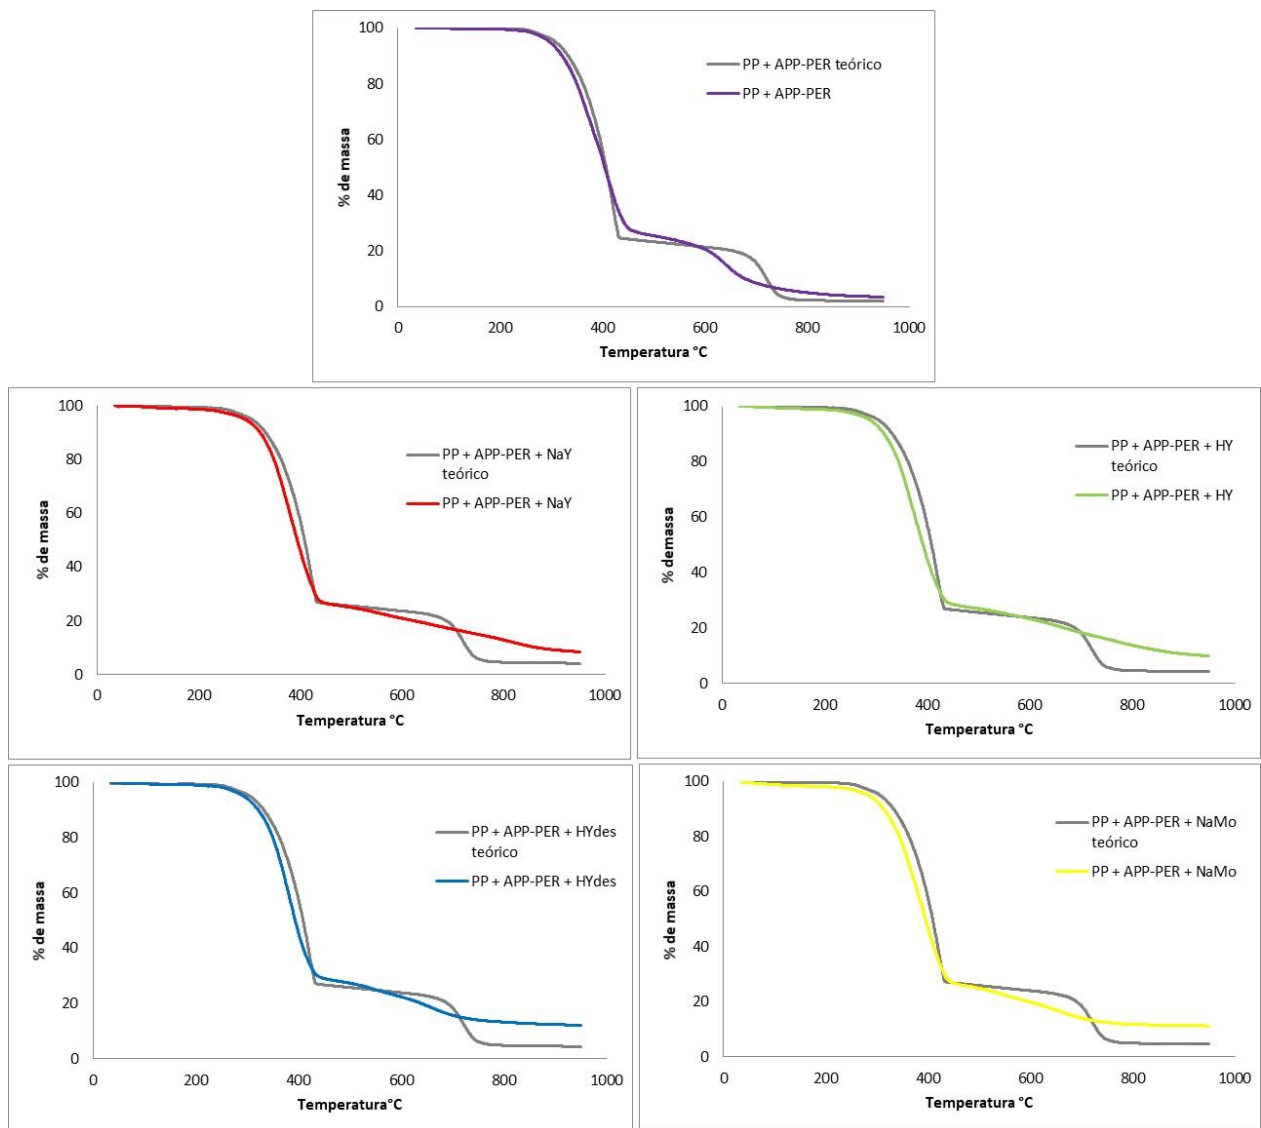 100
80
60
40
20
0
% de massa
PP + APP-PER teórico
PP + APP-PER
0 200 400 600 800 1000
Temperatura °C
100
80
60
40
20
0
% de massa
PP + APP-PER + NaY
teórico
PP + APP-PER + NaY
0 200 400 600 800 1000
Temperatura °C
100
80
60
40
20
0
% demassa
PP + APP-PER + HY
teórico
PP + APP-PER + HY
0 200 400 600 800 1000
Temperatura °C
100
80
60
40
20
0
% de massa
PP + APP-PER + HYdes
teórico
PP + APP-PER + HYdes
0 200 400 600 800 1000
Temperatura°C
100
80
60
40
20
0
% de massa
PP + APP-PER + NaMo
teórico
PP + APP-PER + NaMo
0 200 400 600 800 1000
Temperatura °C